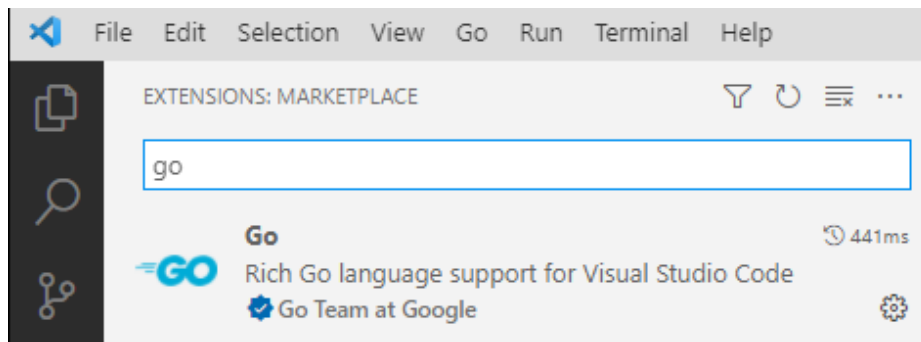 File Edit Selection View Go Run Terminal Help
EXTENSIONS: MARKETPLACE
go
Go 441ms
GO
Rich Go language support for Visual Studio Code
Go Team at Google